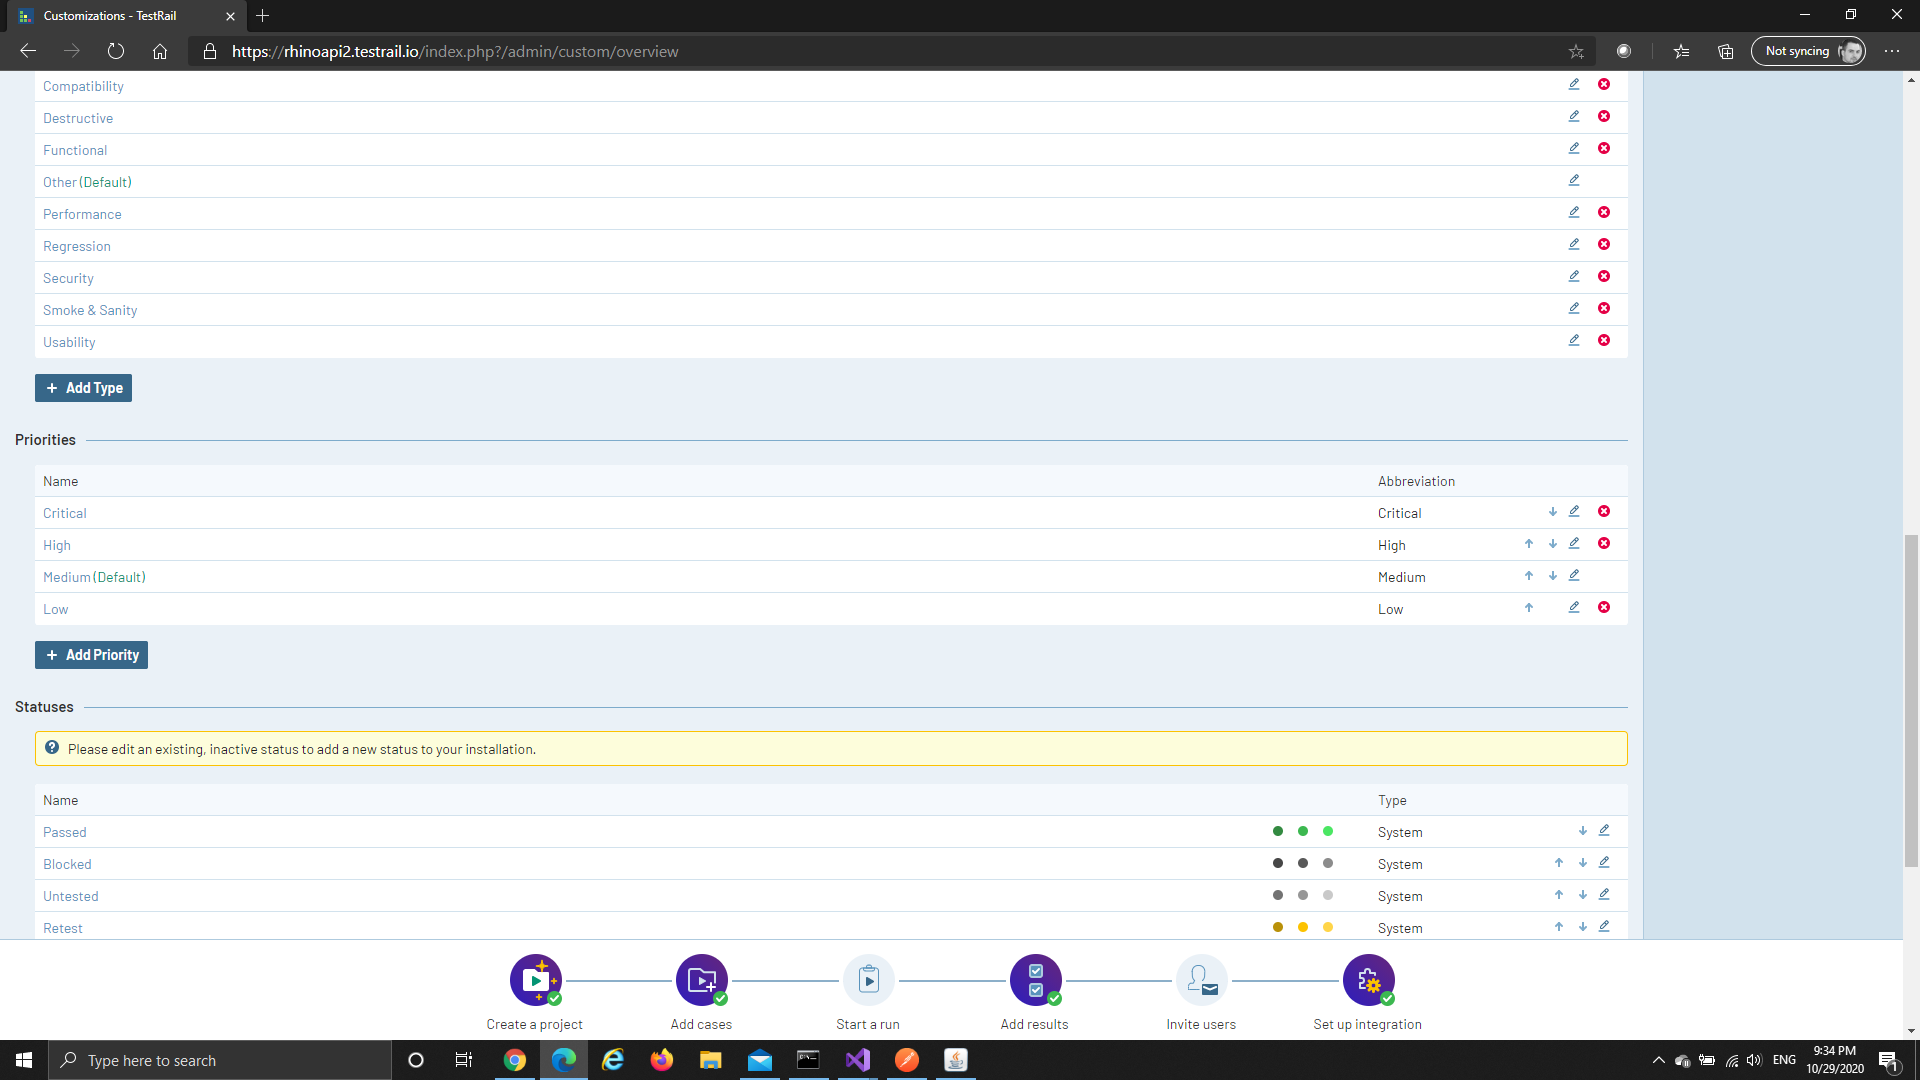 Customizations - TestRail
https://rhinoapi2.testrail.io/index.php?/admin/custom/overview
Not syncing
Compatibility
Destructive
Functional
Other (Default)
Performance
Regression
Security
Smoke & Sanity
Usability
+ Add Type
Priorities
Name Abbreviation
Critical Critical
High High
Medium (Default) Medium
Low Low
+ Add Priority
Statuses
Please edit an existing, inactive status to add a new status to your installation.
Name Type
Passed System
Blocked System
Untested System
Retest System
Create a project Add cases Start a run Add results Invite users Set up integration
Type here to search
ENG
9:34 PM
10/29/2020
1